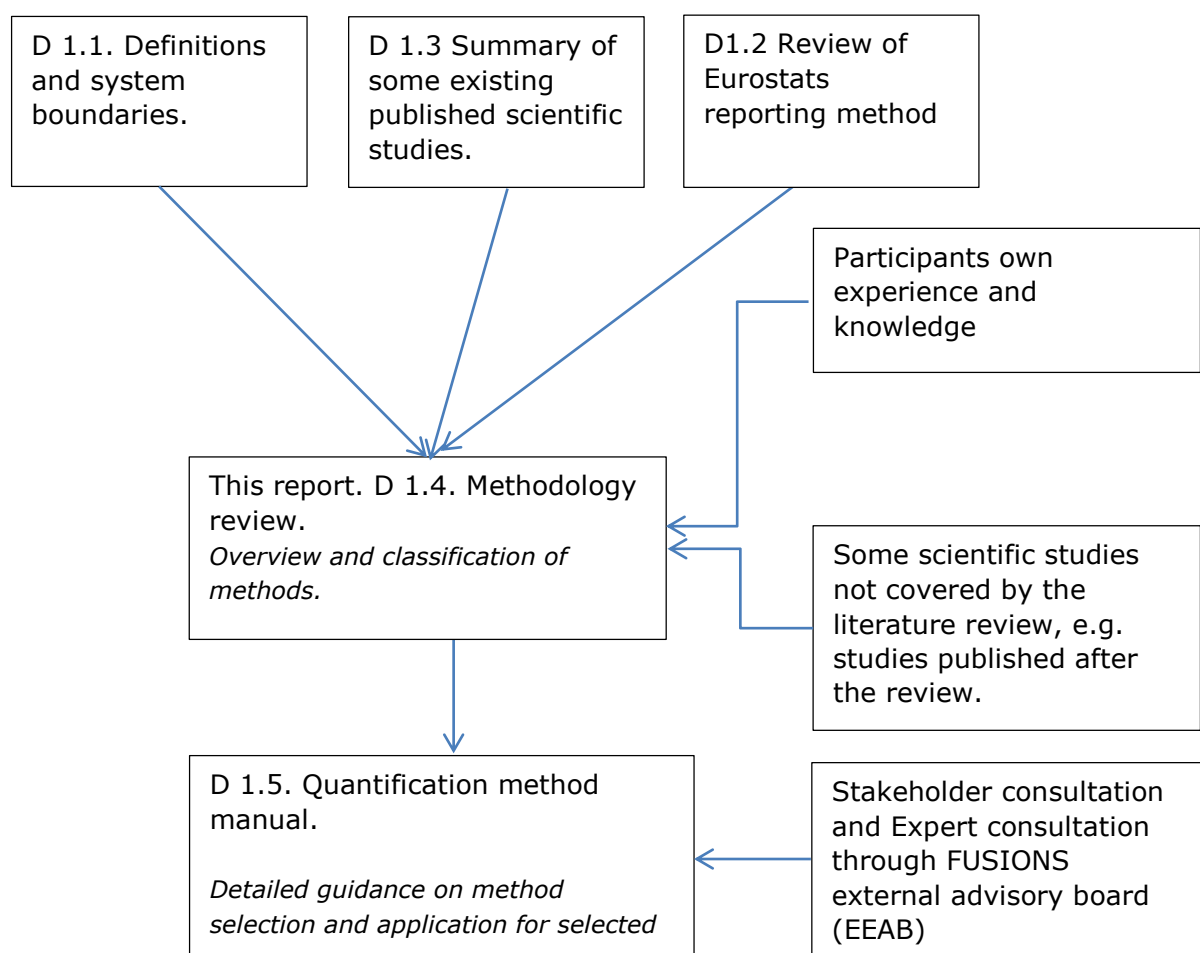 D 1.1. Definitions
and system
boundaries.
D 1.3 Summary of
some existing
published scientific
studies.
D1.2 Review of
Eurostats
reporting method
Participants own
experience and
knowledge
This report. D 1.4. Methodology
review.
Overview and classification of
methods.
Some scientific studies
not covered by the
literature review, e.g.
studies published after
the review.
D 1.5. Quantification method
manual.
Detailed guidance on method
selection and application for selected
Stakeholder consultation
and Expert consultation
through FUSIONS
external advisory board
(EEAB)